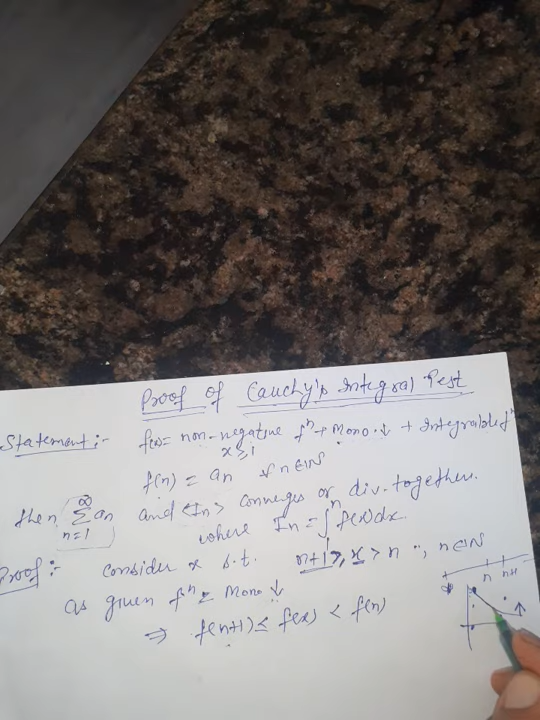 Proof of Cauchy's Integral Test
Statement :- f(x) = non-negative fⁿ + Mono. ↓ + Integrable fⁿ
x ≥ 1
f(n) = aₙ ∀ n ∈ ℕ
then ∞∑n=1 aₙ and <Iₙ> converges or div. together.
where Iₙ = ∫ⁿ f(x)dx.
Proof :- consider x s.t. n+1 ≥ x > n ; n ∈ ℕ
as given fⁿ = Mono ↓
n n+1
⇒ f(n+1) ≤ f(x) < f(n)